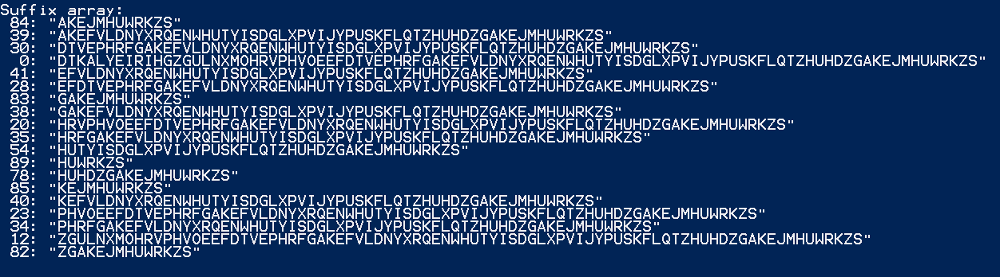 Suffix array:
84: "AKEJMHUWRKZS"
39: "AKEFVLDNYXRQENWHUTYISDGLXPVIJYPUSKFLQTZHUHDZGAKEJMHUWRKZS"
30: "DTVEPHRFGAKEFVLDNYXRQENWHUTYISDGLXPVIJYPUSKFLQTZHUHDZGAKEJMHUWRKZS"
0: "DTKALYEIRIHGZGULNXMOHRVPHVOEEFDTVEPHRFGAKEFVLDNYXRQENWHUTYISDGLXPVIJYPUSKFLQTZHUHDZGAKEJMHUWRKZS"
41: "EFVLDNYXRQENWHUTYISDGLXPVIJYPUSKFLQTZHUHDZGAKEJMHUWRKZS"
28: "EFDTVEPHRFGAKEFVLDNYXRQENWHUTYISDGLXPVIJYPUSKFLQTZHUHDZGAKEJMHUWRKZS"
83: "GAKEJMHUWRKZS"
38: "GAKEFVLDNYXRQENWHUTYISDGLXPVIJYPUSKFLQTZHUHDZGAKEJMHUWRKZS"
20: "HRVPHVOEEFDTVEPHRFGAKEFVLDNYXRQENWHUTYISDGLXPVIJYPUSKFLQTZHUHDZGAKEJMHUWRKZS"
35: "HRFGAKEFVLDNYXRQENWHUTYISDGLXPVIJYPUSKFLQTZHUHDZGAKEJMHUWRKZS"
54: "HUTYISDGLXPVIJYPUSKFLQTZHUHDZGAKEJMHUWRKZS"
89: "HUWRKZS"
78: "HUHDZGAKEJMHUWRKZS"
85: "KEJMHUWRKZS"
40: "KEFVLDNYXRQENWHUTYISDGLXPVIJYPUSKFLQTZHUHDZGAKEJMHUWRKZS"
23: "PHVOEEFDTVEPHRFGAKEFVLDNYXRQENWHUTYISDGLXPVIJYPUSKFLQTZHUHDZGAKEJMHUWRKZS"
34: "PHRFGAKEFVLDNYXRQENWHUTYISDGLXPVIJYPUSKFLQTZHUHDZGAKEJMHUWRKZS"
12: "ZGULNXMOHRVPHVOEEFDTVEPHRFGAKEFVLDNYXRQENWHUTYISDGLXPVIJYPUSKFLQTZHUHDZGAKEJMHUWRKZS"
82: "ZGAKEJMHUWRKZS"